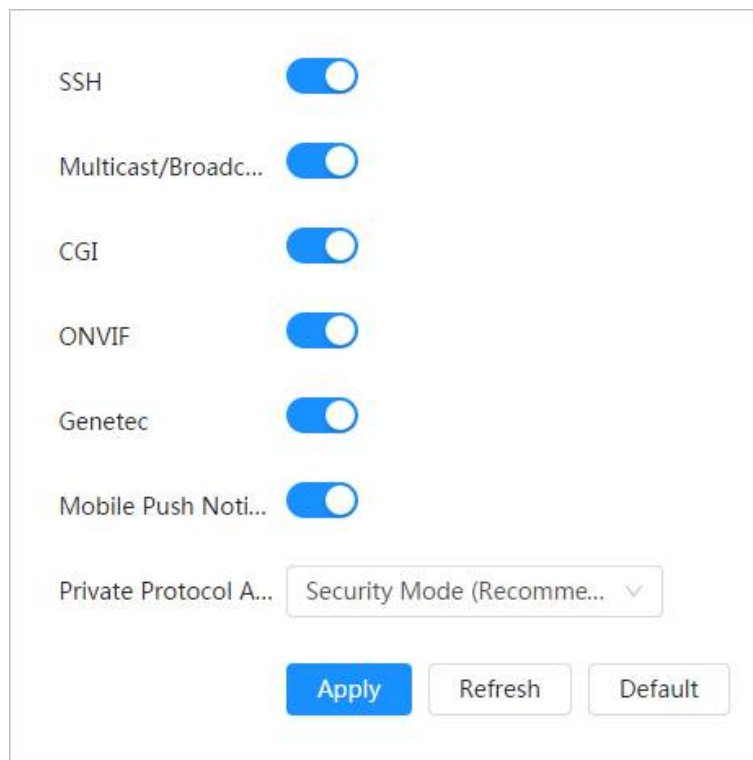 SSH
Multicast/Broadc...
CGI
ONVIF
Genetec
Mobile Push Noti...
Private Protocol A... Security Mode (Recomme...
Apply Refresh Default